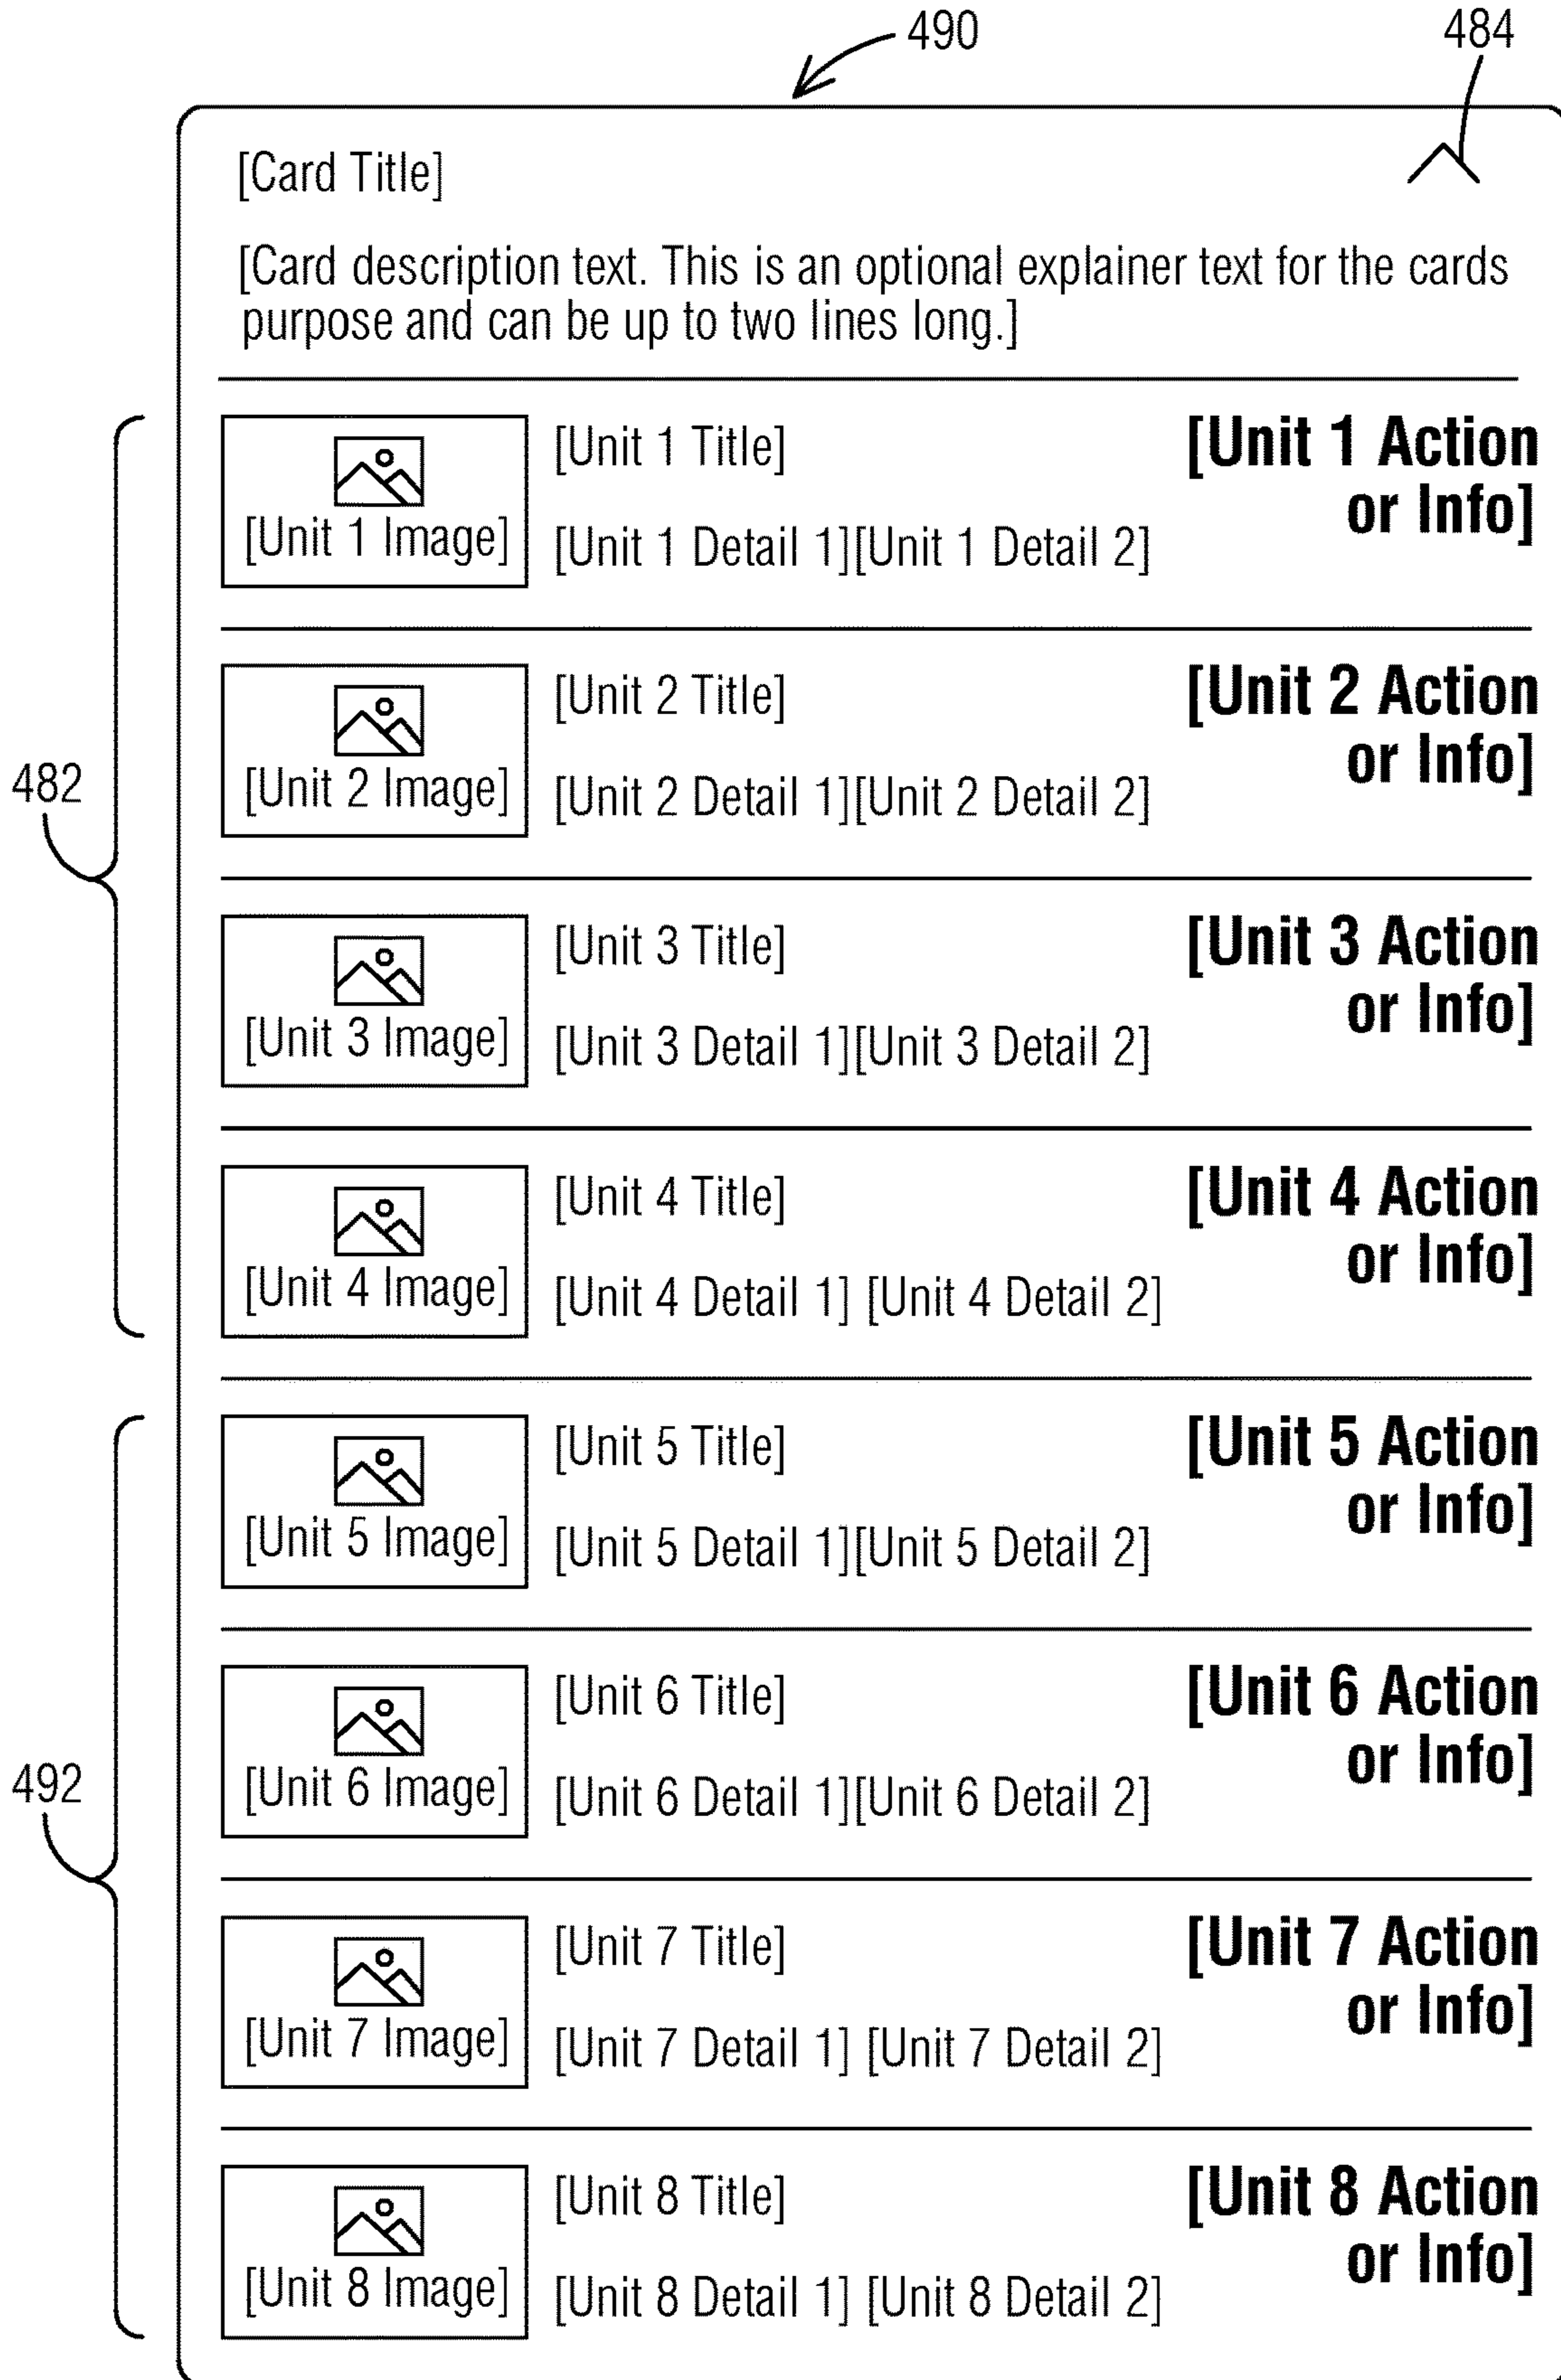 490
484
[Card Title]
[Card description text. This is an optional explainer text for the cards
purpose and can be up to two lines long.]
482
[Unit 1 Image]
[Unit 1 Title]
[Unit 1 Detail 1][Unit 1 Detail 2]
[Unit 1 Action
or Info]
[Unit 2 Image]
[Unit 2 Title]
[Unit 2 Detail 1][Unit 2 Detail 2]
[Unit 2 Action
or Info]
[Unit 3 Image]
[Unit 3 Title]
[Unit 3 Detail 1][Unit 3 Detail 2]
[Unit 3 Action
or Info]
[Unit 4 Image]
[Unit 4 Title]
[Unit 4 Detail 1] [Unit 4 Detail 2]
[Unit 4 Action
or Info]
492
[Unit 5 Image]
[Unit 5 Title]
[Unit 5 Detail 1][Unit 5 Detail 2]
[Unit 5 Action
or Info]
[Unit 6 Image]
[Unit 6 Title]
[Unit 6 Detail 1][Unit 6 Detail 2]
[Unit 6 Action
or Info]
[Unit 7 Image]
[Unit 7 Title]
[Unit 7 Detail 1] [Unit 7 Detail 2]
[Unit 7 Action
or Info]
[Unit 8 Image]
[Unit 8 Title]
[Unit 8 Detail 1] [Unit 8 Detail 2]
[Unit 8 Action
or Info]